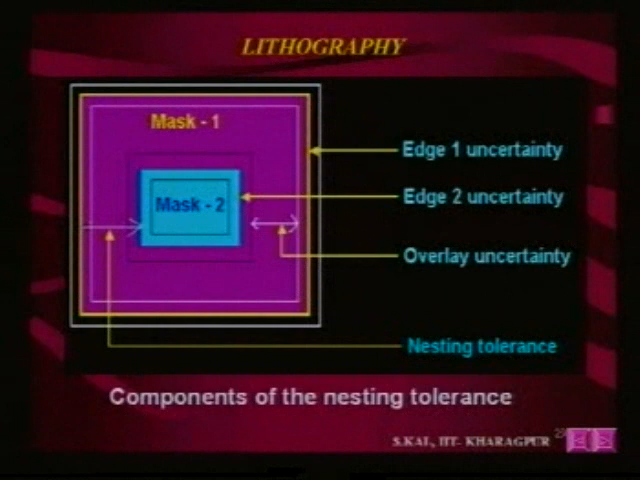 LITHOGRAPHY
Mask - 1
Edge 1 uncertainty
Mask - 2
Edge 2 uncertainty
Overlay uncertainty
Nesting tolerance
Components of the nesting tolerance
S.KAL, IIT- KHARAGPUR